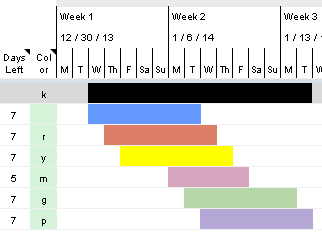 Week 1 Week 2 Week 3
12 / 30 / 13 1 / 6 / 14 1 / 13 /
Days Left Col or M T W Th F Sa Su M T W Th F Sa Su M T W
k
7
7 r
7 y
5 m
7 g
7 p